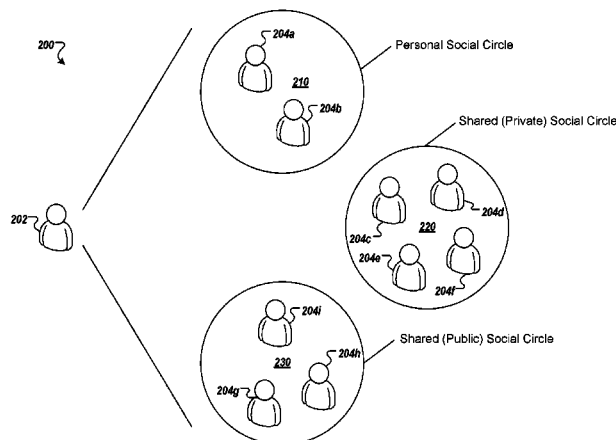 200
204a
Personal Social Circle
210
204b
Shared (Private) Social Circle
204d
202
204c
220
204e
204f
204i
Shared (Public) Social Circle
230
204h
204g